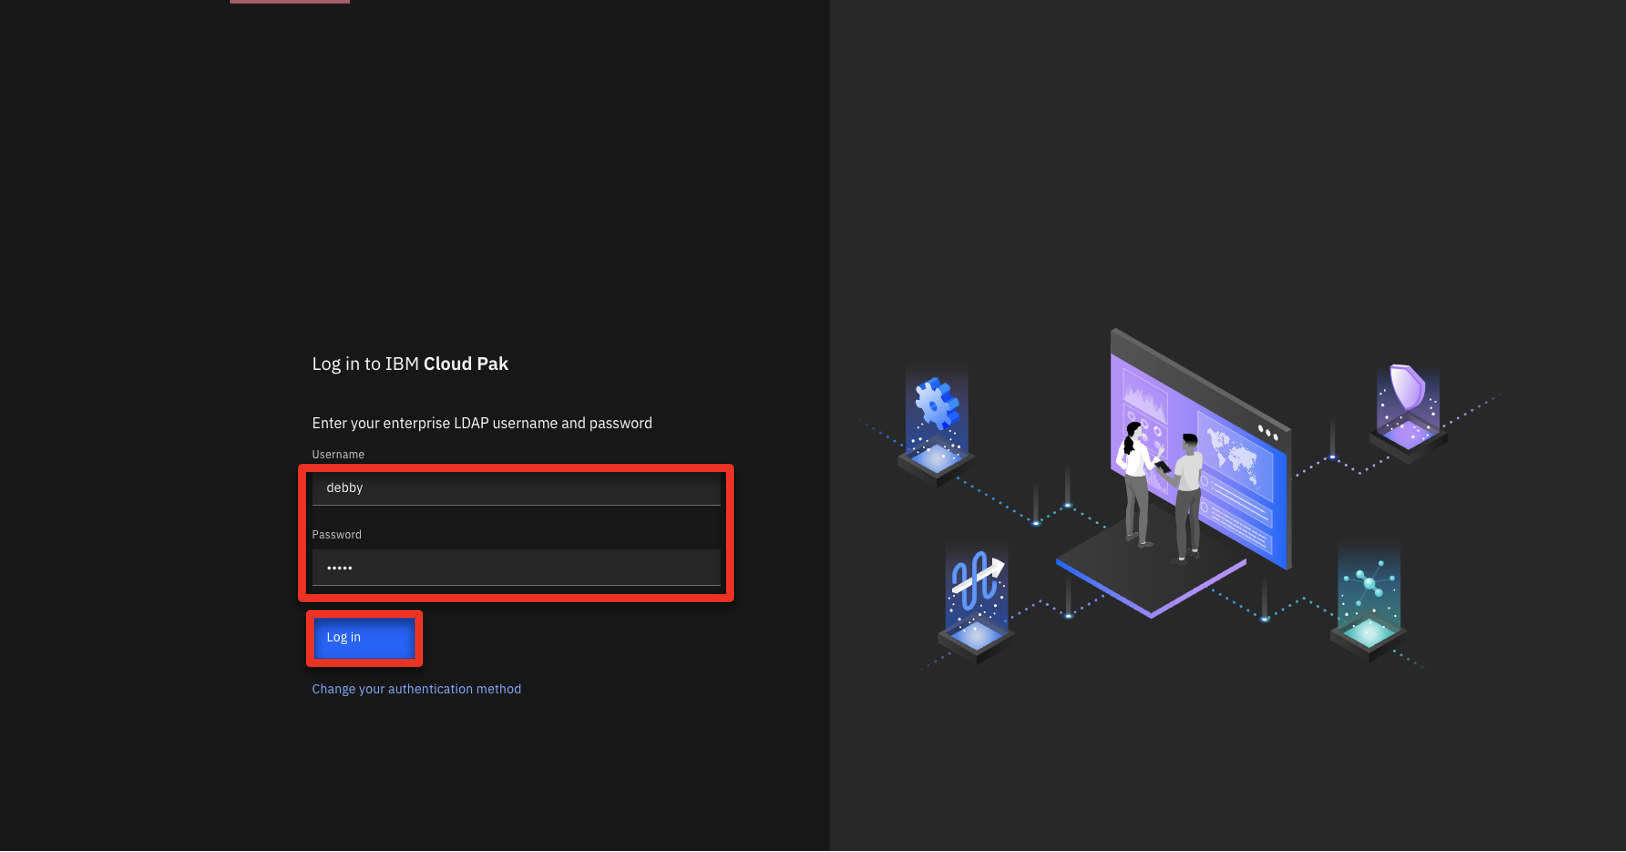 Log in to IBM Cloud Pak
Enter your enterprise LDAP username and password
Username
debby
Password
•••••
Log in
Change your authentication method